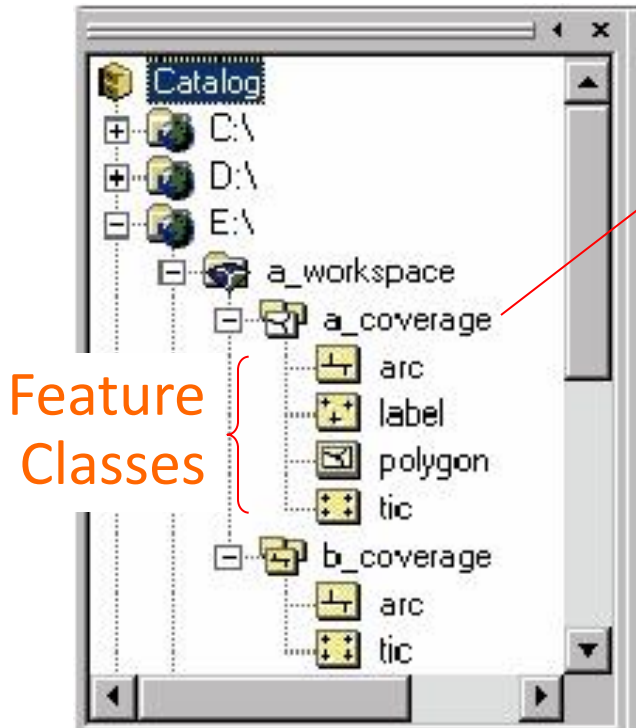 Catalog
C:\
D:\
E:\
a_workspace
a_coverage
arc
label
polygon
tic
Feature
Classes
b_coverage
arc
tic